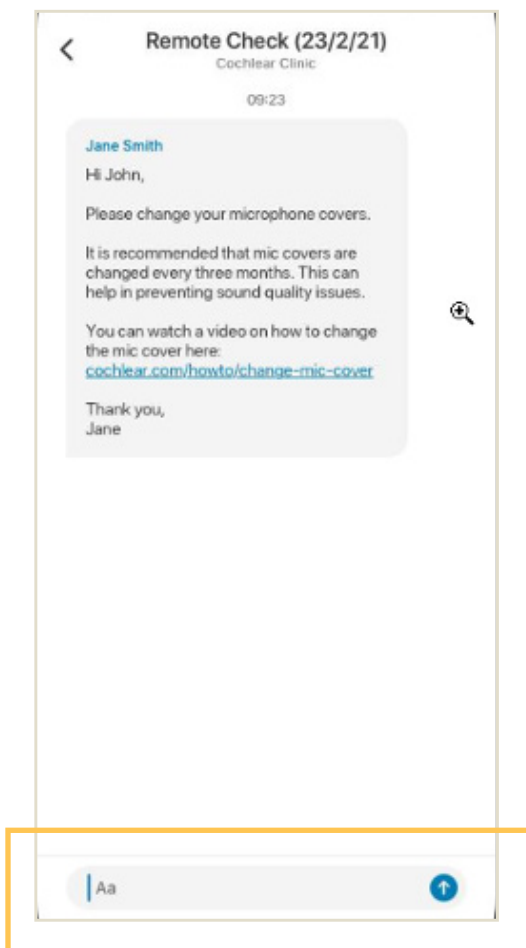 Remote Check (23/2/21)
Cochlear Clinic
09:23
Jane Smith
Hi John,
Please change your microphone covers.
It is recommended that mic covers are
changed every three months. This can
help in preventing sound quality issues.
You can watch a video on how to change
the mic cover here:
cochlear.com/howto/change-mic-cover
Thank you,
Jane
Aa